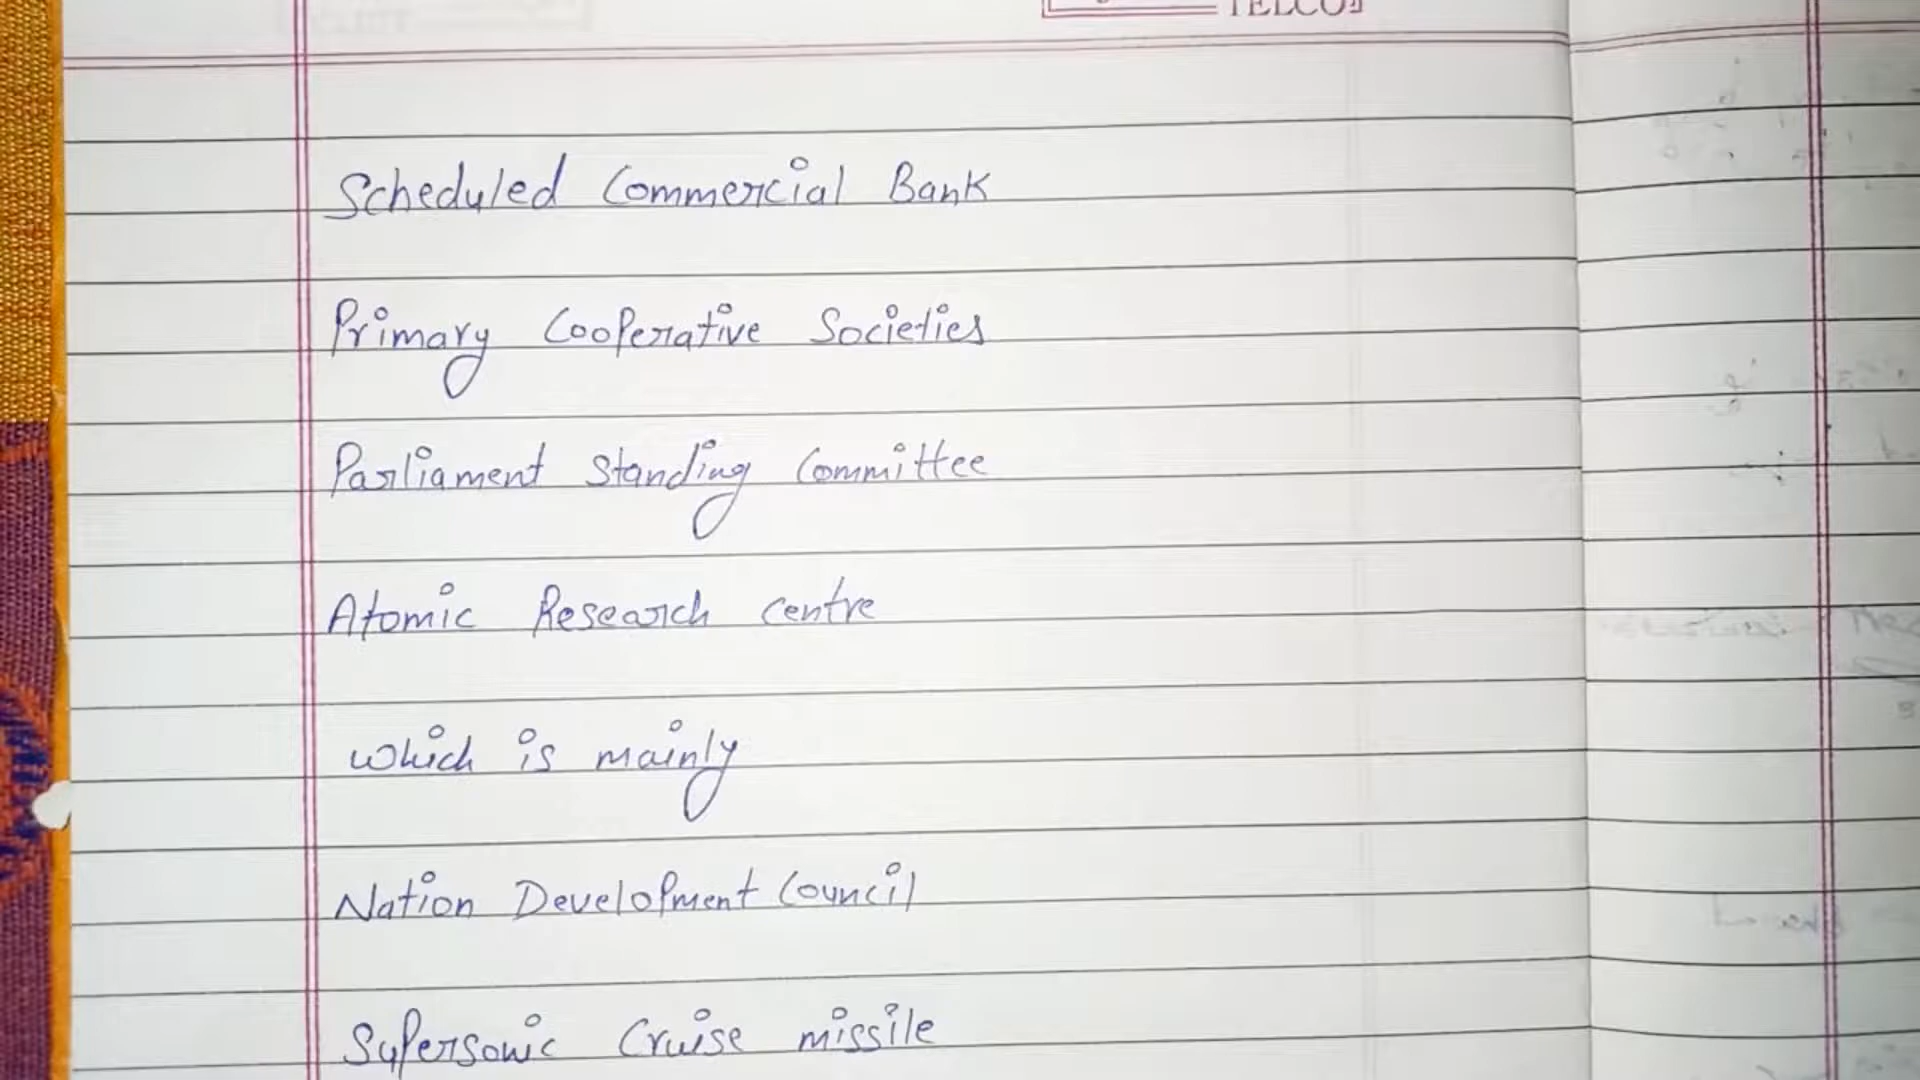 TELCO
Scheduled Commercial Bank
Primary Cooperative Societies
Parliament Standing Committee
Atomic Research centre
which is mainly
Nation Development Council
Supersonic Cruise missile